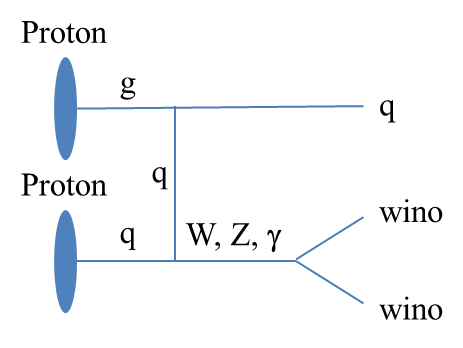 Proton
g
q
q
Proton
q
W, Z, γ
wino
wino